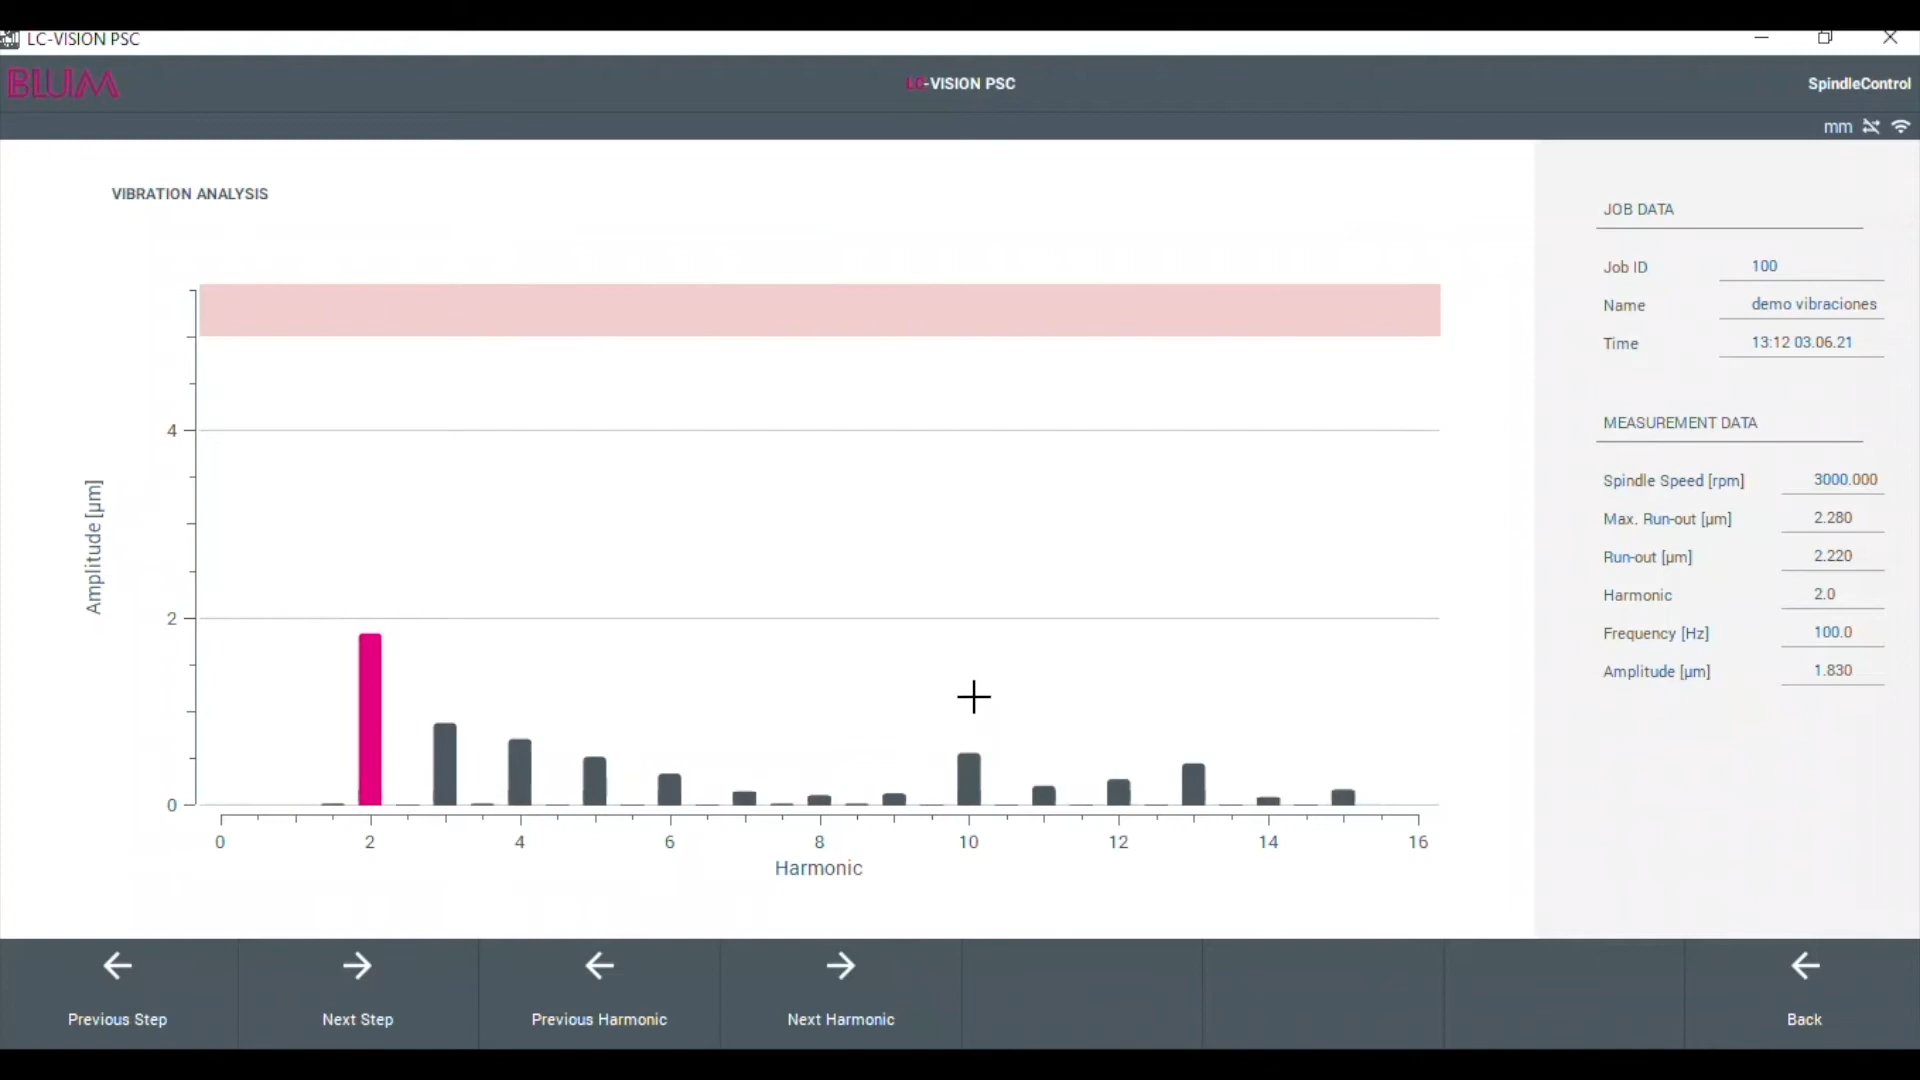 LC-VISION PSC
BLUM
LC-VISION PSC
SpindleControl
mm
VIBRATION ANALYSIS
Amplitude [µm]
4
2
0
0 2 4 6 8 10 12 14 16
Harmonic
JOB DATA
Job ID 100
Name demo vibraciones
Time 13:12 03.06.21
MEASUREMENT DATA
Spindle Speed [rpm] 3000.000
Max. Run-out [µm] 2.280
Run-out [µm] 2.220
Harmonic 2.0
Frequency [Hz] 100.0
Amplitude [µm] 1.830
Previous Step
Next Step
Previous Harmonic
Next Harmonic
Back